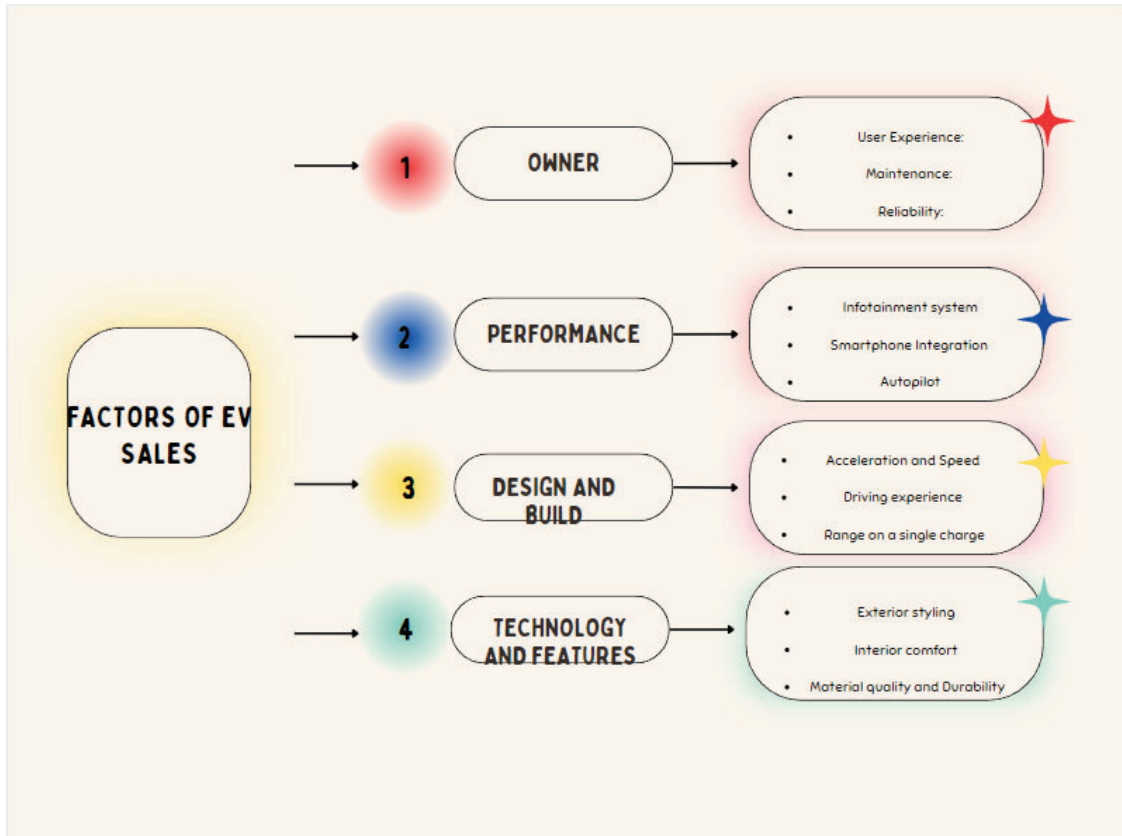 1
OWNER
• User Experience:
• Maintenance:
• Reliability:
2
PERFORMANCE
• Infotainment system
• Smartphone Integration
• Autopilot
FACTORS OF EV
SALES
3
DESIGN AND
BUILD
• Acceleration and Speed
• Driving experience
• Range on a single charge
4
TECHNOLOGY
AND FEATURES
• Exterior styling
• Interior comfort
• Material quality and Durability